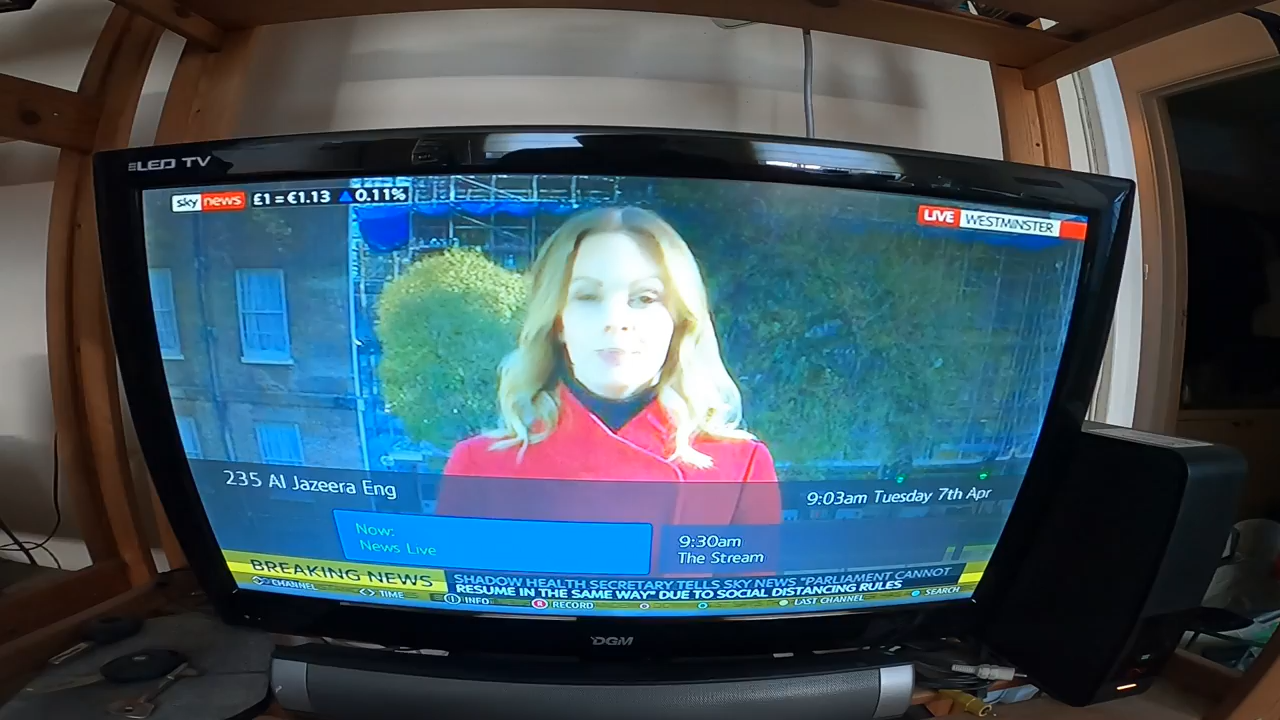 LED TV
sky news £1 = €1.13 ▲0.11%
LIVE WESTMINSTER
235 Al Jazeera Eng
9:03am Tuesday 7th Apr
Now:
News Live
9:30am
The Stream
BREAKING NEWS
SHADOW HEALTH SECRETARY TELLS SKY NEWS "PARLIAMENT CANNOT
RESUME IN THE SAME WAY" DUE TO SOCIAL DISTANCING RULES
CHANNEL <> TIME i INFO R RECORD LAST CHANNEL SEARCH
DGM